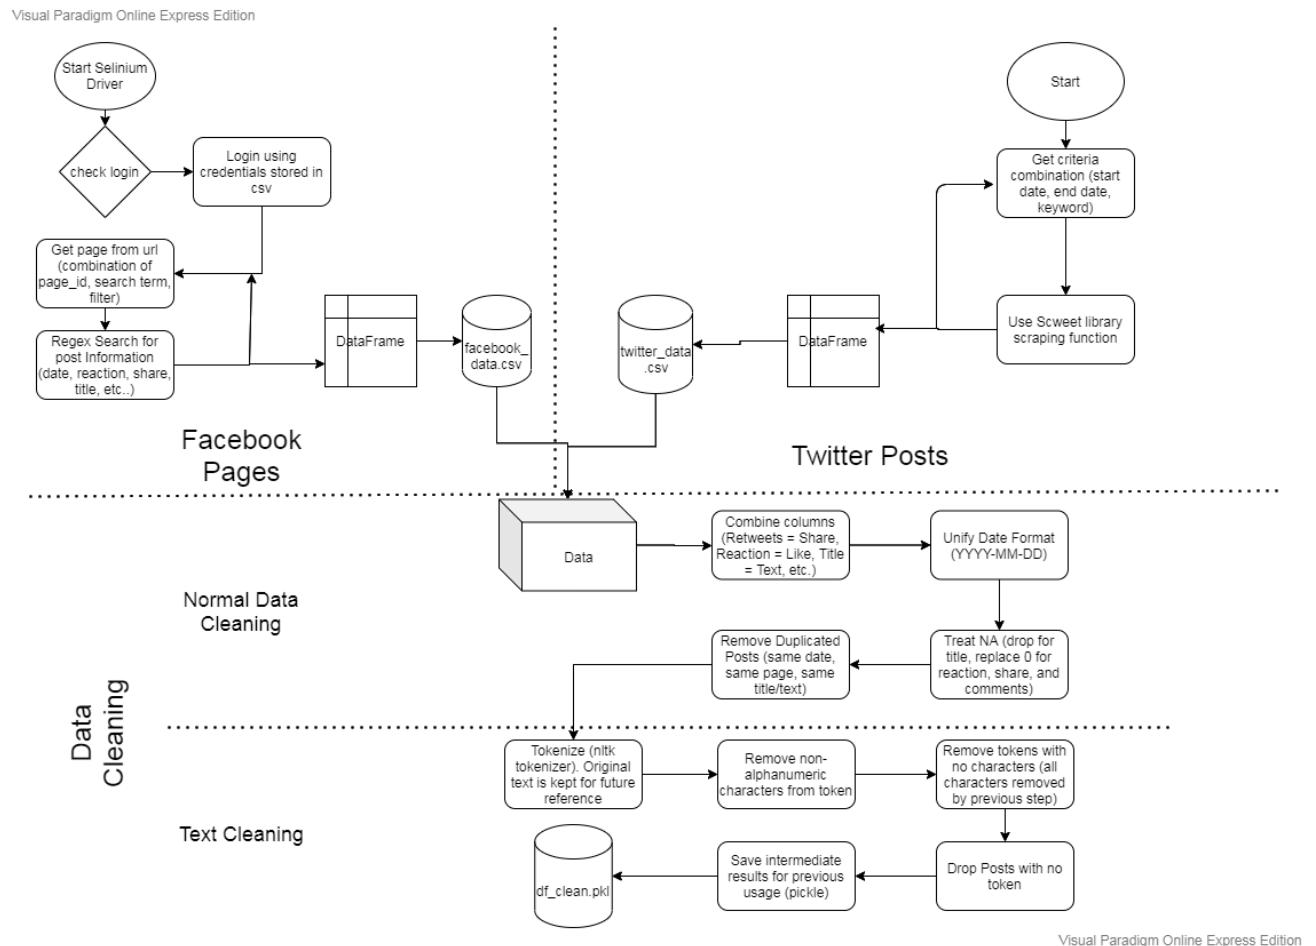 Visual Paradigm Online Express Edition
Start Selinium
Driver
check login
Login using
credentials stored in
csv
Get page from url
(combination of
page_id, search term,
filter)
Regex Search for
post Information
(date, reaction, share,
title, etc..)
DataFrame
facebook_
data.csv
Facebook
Pages
Start
Get criteria
combination (start
date, end date,
keyword)
Use Scweet library
scraping function
DataFrame
twitter_data
.csv
Twitter Posts
Data
Cleaning
Normal Data
Cleaning
Data
Combine columns
(Retweets = Share,
Reaction = Like, Title
= Text, etc.)
Unify Date Format
(YYYY-MM-DD)
Treat NA (drop for
title, replace 0 for
reaction, share, and
comments)
Remove Duplicated
Posts (same date,
same page, same
title/text)
Text Cleaning
Tokenize (nltk
tokenizer). Original
text is kept for future
reference
Remove non-
alphanumeric
characters from token
Remove tokens with
no characters (all
characters removed
by previous step)
Drop Posts with no
token
Save intermediate
results for previous
usage (pickle)
df_clean.pkl
Visual Paradigm Online Express Edition